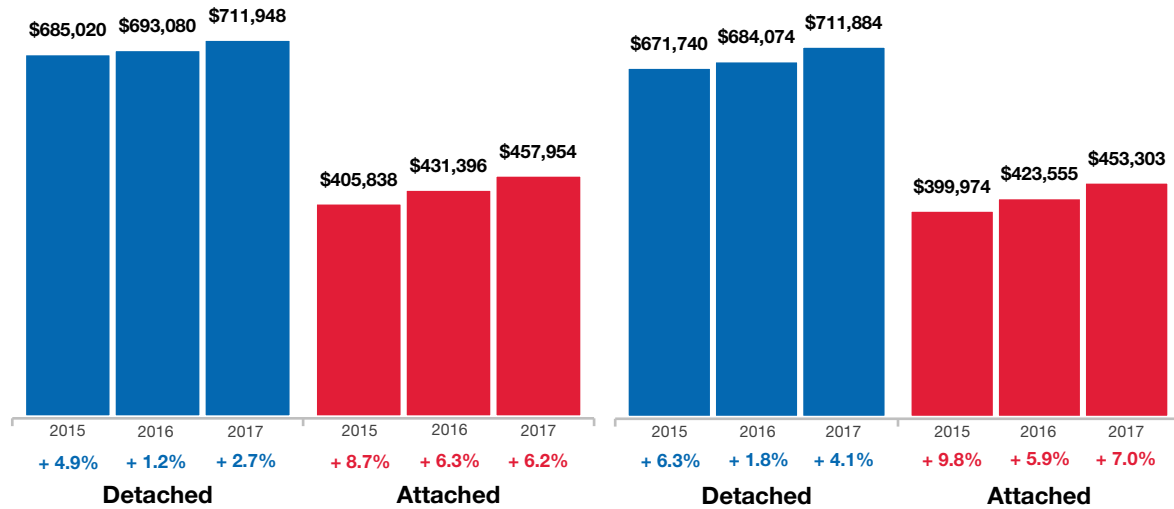 $685,020 $693,080 $711,948
$405,838 $431,396 $457,954
2015 2016 2017 2015 2016 2017
+ 4.9% + 1.2% + 2.7% + 8.7% + 6.3% + 6.2%
Detached Attached
$671,740 $684,074 $711,884
$399,974 $423,555 $453,303
2015 2016 2017 2015 2016 2017
+ 6.3% + 1.8% + 4.1% + 9.8% + 5.9% + 7.0%
Detached Attached